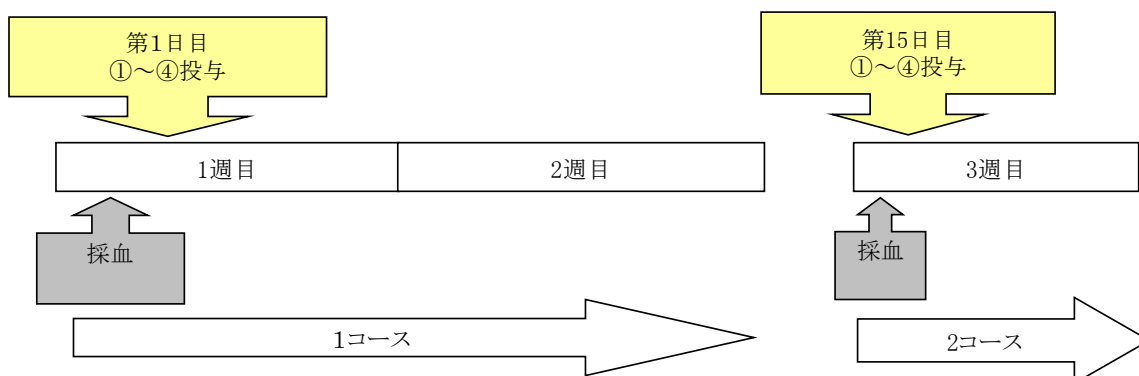 第1日目
①～④投与
第15日目
①～④投与
1週目
2週目
3週目
採血
採血
1コース
2コース